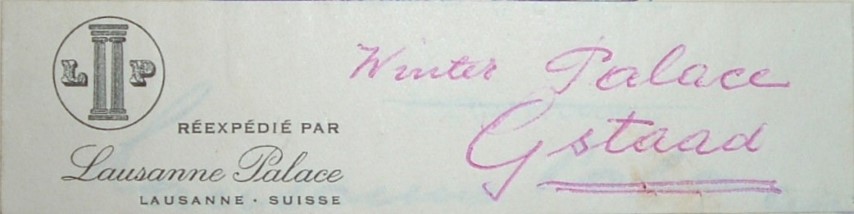 L P
RÉEXPÉDIÉ PAR
Lausanne Palace
LAUSANNE · SUISSE
Winter Palace
Gstaad